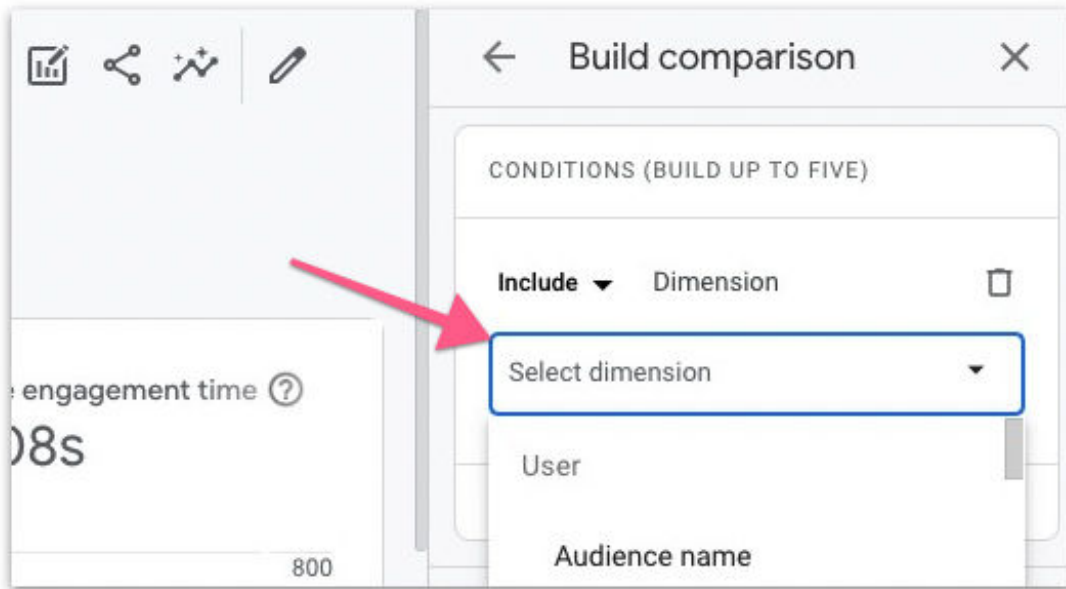 Build comparison
CONDITIONS (BUILD UP TO FIVE)
Include Dimension
Select dimension
User
Audience name
engagement time
08s
800